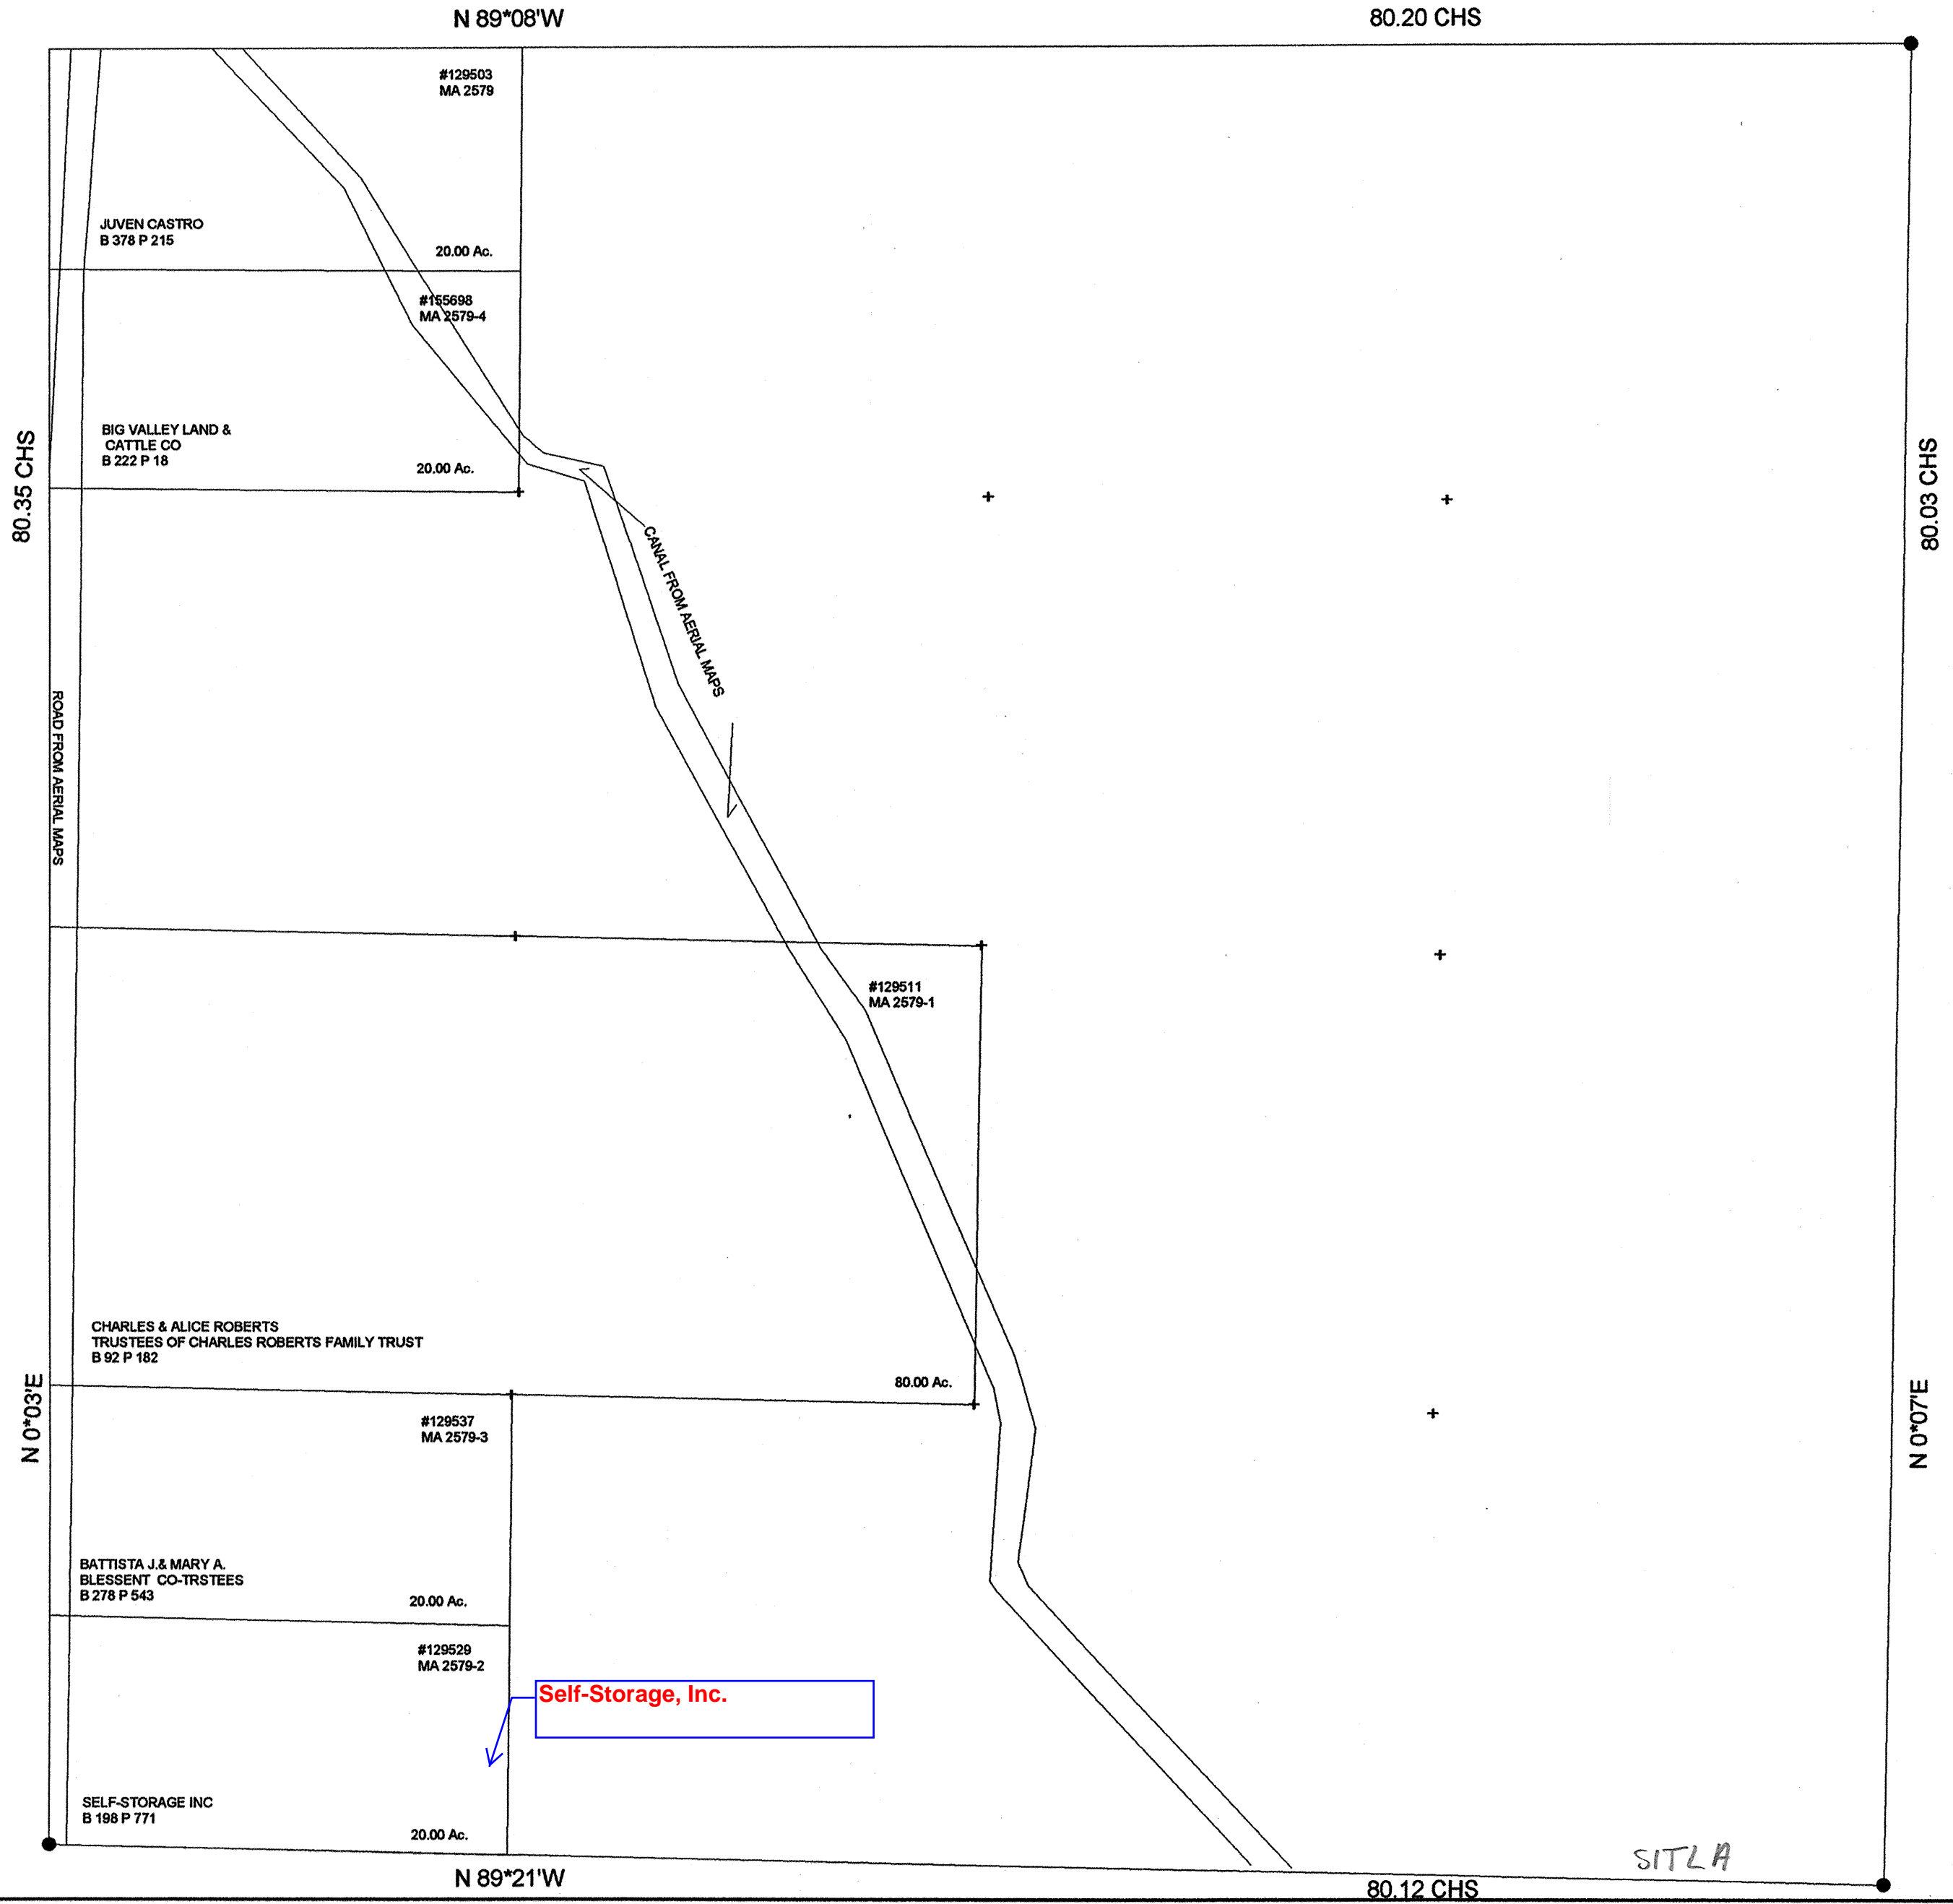 N 89*08'W
80.20 CHS
#129503
MA 2579
JUVEN CASTRO
B 378 P 215
20.00 Ac.
#155698
MA 2579-4
BIG VALLEY LAND &
CATTLE CO
B 222 P 18
20.00 Ac.
80.35 CHS
80.03 CHS
CANAL FROM AERIAL MAPS
ROAD FROM AERIAL MAPS
#129511
MA 2579-1
CHARLES & ALICE ROBERTS
TRUSTEES OF CHARLES ROBERTS FAMILY TRUST
B 92 P 182
80.00 Ac.
N 0*03'E
N 0*07'E
#129537
MA 2579-3
BATTISTA J.& MARY A.
BLESSENT CO-TRSTEES
B 278 P 543
20.00 Ac.
#129529
MA 2579-2
Self-Storage, Inc.
SELF-STORAGE INC
B 198 P 771
20.00 Ac.
SITLA
N 89*21'W
80.12 CHS